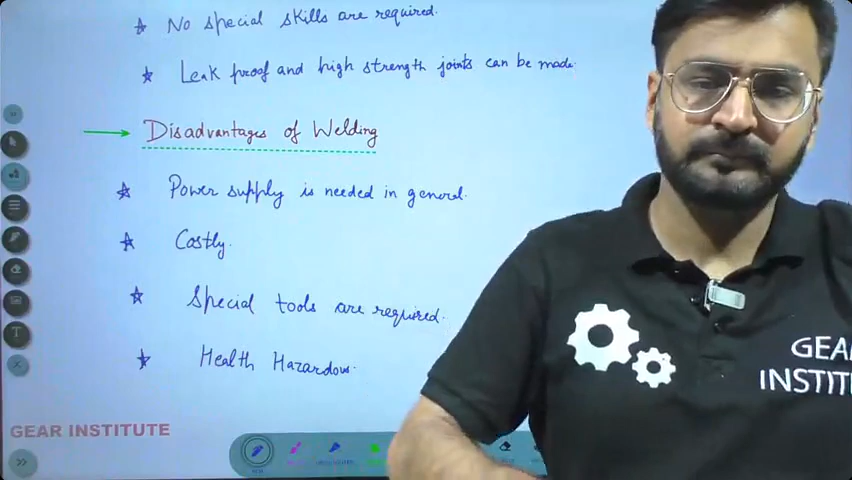 ★ No special skills are required.
★ Leak proof and high strength joints can be made.
→ Disadvantages of Welding
★ Power supply is needed in general.
★ Costly.
★ Special tools are required.
★ Health Hazardous.
GEAR INSTITUTE
T
GEA
INSTIT